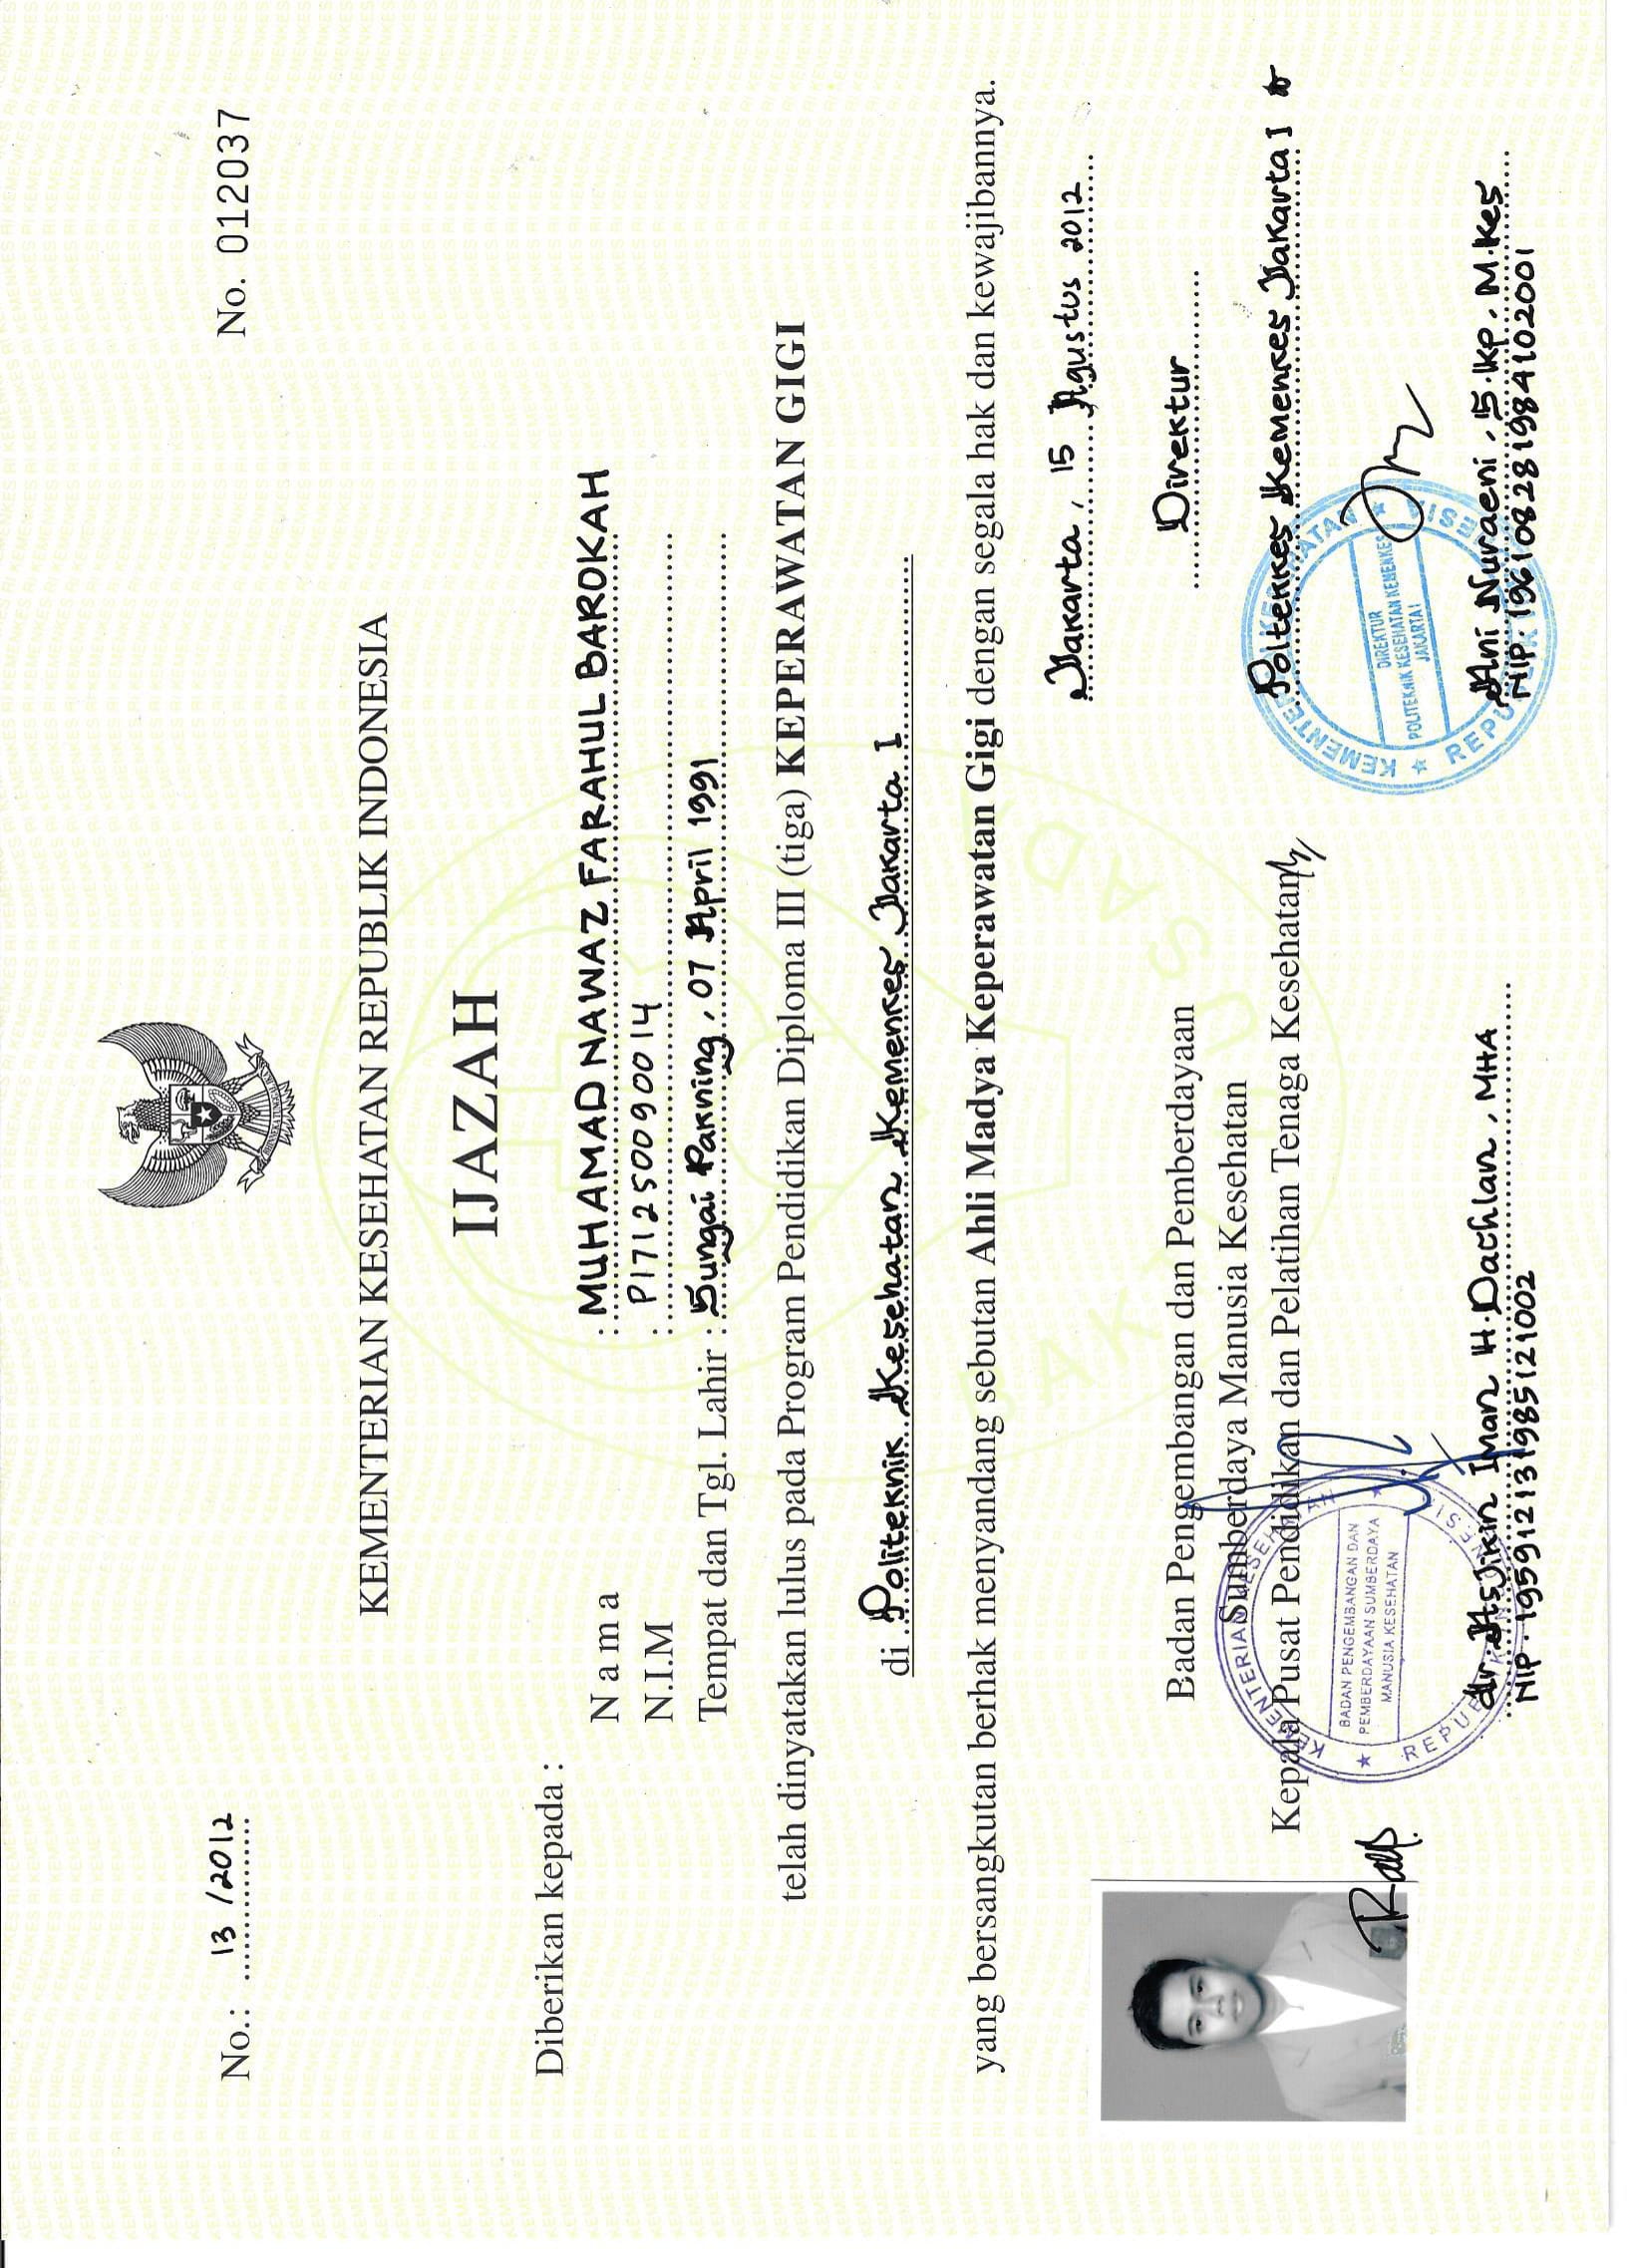 No.: 13 /2012
No. 012037
KEMENTERIAN KESEHATAN REPUBLIK INDONESIA
IJAZAH
Diberikan kepada :
N a m a : MUHAMAD NAWAZ FARAHUL BAROKAH
N.I.M : P17125009014
Tempat dan Tgl. Lahir : Sungai Pakning, 07 April 1991
telah dinyatakan lulus pada Program Pendidikan Diploma III (tiga) KEPERAWATAN GIGI
di Politeknik Kesehatan Kemenkes Jakarta I
yang bersangkutan berhak menyandang sebutan Ahli Madya Keperawatan Gigi dengan segala hak dan kewajibannya.
Jakarta, 15 Agustus 2012
Badan Pengembangan dan Pemberdayaan
Sumberdaya Manusia Kesehatan
Kepala Pusat Pendidikan dan Pelatihan Tenaga Kesehatan
KEMENTERIAN KESEHATAN
BADAN PENGEMBANGAN DAN
PEMBERDAYAAN SUMBERDAYA
MANUSIA KESEHATAN
REPUBLIK INDONESIA
dr. Asjikin Iman H. Dachlan, MHA
NIP. 195912131985121002
Direktur
Poltekkes Kemenkes Jakarta I
KEMENTERIAN KESEHATAN
DIREKTUR
POLITEKNIK KESEHATAN KEMENKES
JAKARTA I
REPUBLIK INDONESIA
Ani Nuraeni, S.Kp, M.Kes
NIP. 196108281984102001
BAKTI HUSADA